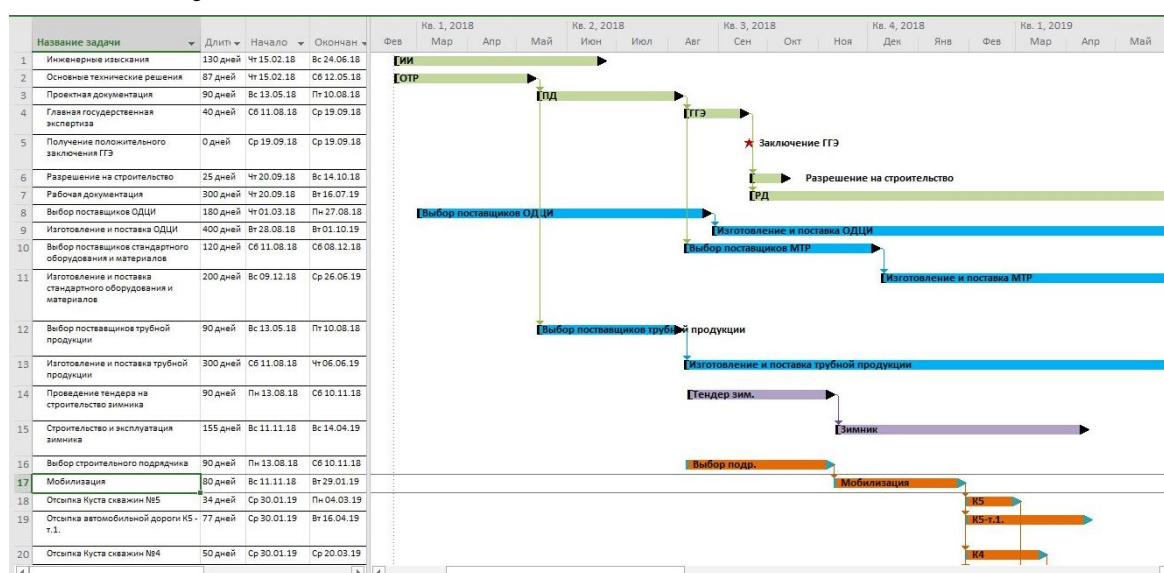 Кв. 1, 2018 Кв. 2, 2018 Кв. 3, 2018 Кв. 4, 2018 Кв. 1, 2019
Название задачи Начало Окончан Фев Мар Апр Май Июн Июл Авг Сен Окт Ноя Дек Янв Фев Мар Апр Май
1 Инженерные изыскания 130 дней Чт 15.02.18 Вс 24.06.18 ИИ
2 Основные технические решения 87 дней Чт 15.02.18 Сб 12.05.18 ОТР
3 Проектная документация 90 дней Вс 13.05.18 Пт 10.08.18 ПД
4 Главная государственная 40 дней Сб 11.08.18 Ср 19.09.18 ГГЭ
экспертиза
5 Получение положительного 0 дней Ср 19.09.18 Ср 19.09.18 Заключение ГГЭ
заключения ГГЭ
6 Разрешение на строительство 25 дней Чт 20.09.18 Вс 14.10.18 Разрешение на строительство
7 Рабочая документация 300 дней Чт 20.09.18 Вт 16.07.19 РД
8 Выбор поставщиков ОДЦИ 180 дней Чт 01.03.18 Пн 27.08.18 Выбор поставщиков ОДЦИ
9 Изготовление и поставка ОДЦИ 400 дней Вт 28.08.18 Вт 01.10.19 Изготовление и поставка ОДЦИ
10 Выбор поставщиков стандартного 120 дней Сб 11.08.18 Сб 08.12.18 Выбор поставщиков МТР
оборудования и материалов
11 Изготовление и поставка 200 дней Вс 09.12.18 Ср 26.06.19 Изготовление и поставка МТР
стандартного оборудования и
материалов
12 Выбор поставщиков трубной 90 дней Вс 13.05.18 Пт 10.08.18 Выбор поставщиков трубной продукции
продукции
13 Изготовление и поставка трубной 300 дней Сб 11.08.18 Чт 06.06.19 Изготовление и поставка трубной продукции
продукции
14 Проведение тендера на 90 дней Пн 13.08.18 Сб 10.11.18 Тендер зим.
строительство зимника
15 Строительство и эксплуатация 155 дней Вс 11.11.18 Вс 14.04.19 Зимник
зимника
16 Выбор строительного подрядчика 90 дней Пн 13.08.18 Сб 10.11.18 Выбор подр.
17 Мобилизация 80 дней Вс 11.11.18 Вт 29.01.19 Мобилизация
18 Отсыпка Куста скважин №5 34 дней Ср 30.01.19 Пн 04.03.19 К5
19 Отсыпка автомобильной дороги К5 - 77 дней Ср 30.01.19 Вт 16.04.19 К5-т.1.
т.1.
20 Отсыпка Куста скважин №4 50 дней Ср 30.01.19 Ср 20.03.19 К4